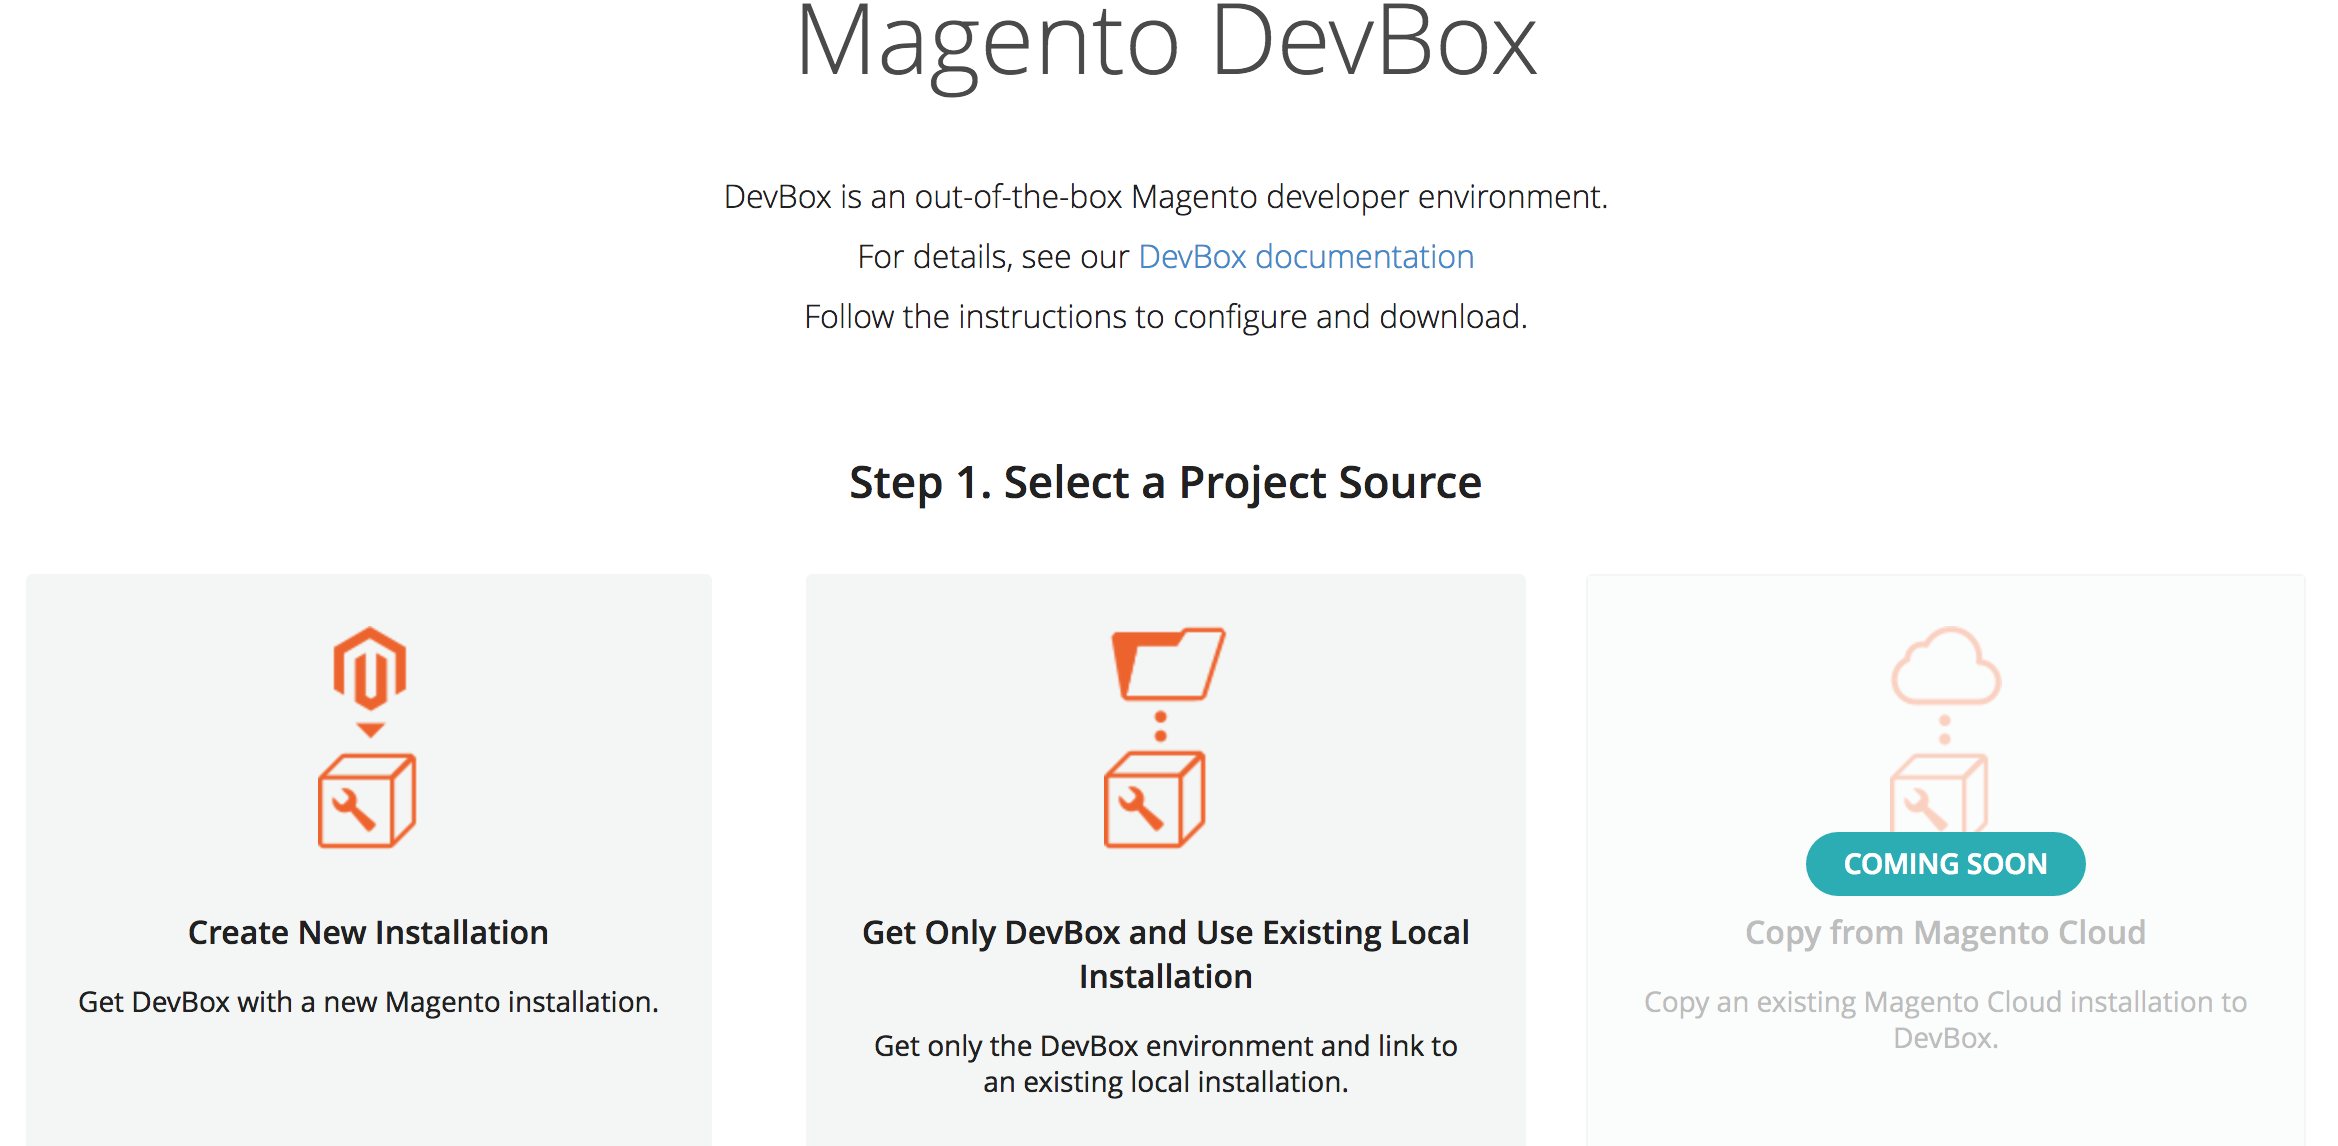 Magento DevBox
DevBox is an out-of-the-box Magento developer environment.
For details, see our DevBox documentation
Follow the instructions to configure and download.
Step 1. Select a Project Source
Create New Installation
Get DevBox with a new Magento installation.
Get Only DevBox and Use Existing Local
Installation
Get only the DevBox environment and link to
an existing local installation.
COMING SOON
Copy from Magento Cloud
Copy an existing Magento Cloud installation to
DevBox.